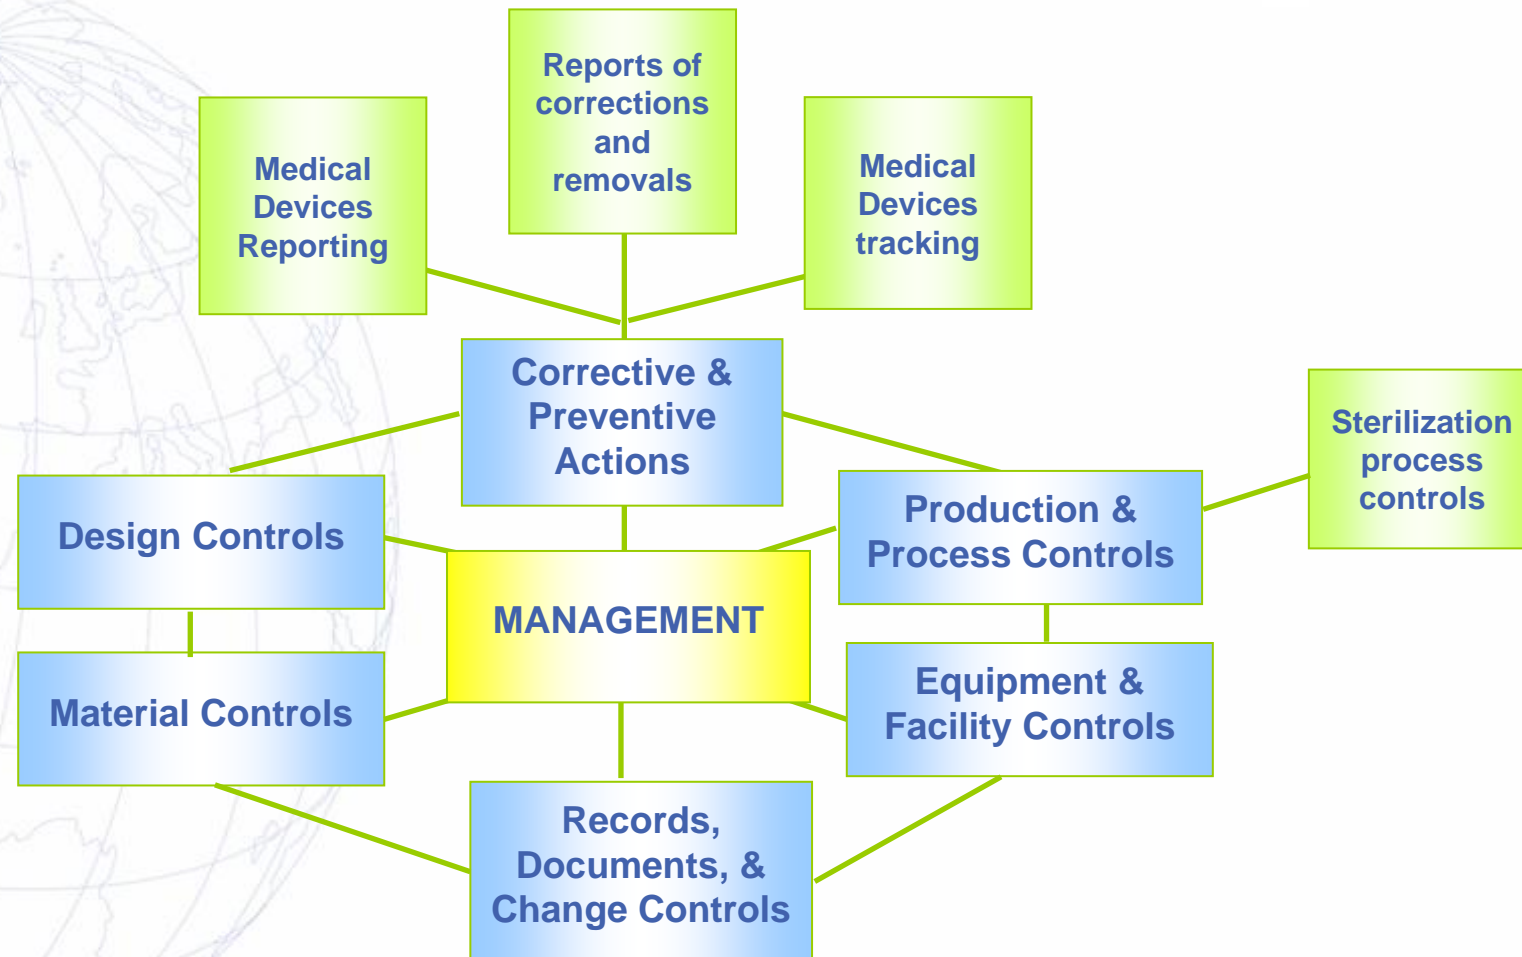 Reports of
corrections
and
removals
Medical
Devices
Reporting
Medical
Devices
tracking
Corrective &
Preventive
Actions
Sterilization
process
controls
Design Controls
Production &
Process Controls
MANAGEMENT
Material Controls
Equipment &
Facility Controls
Records,
Documents, &
Change Controls